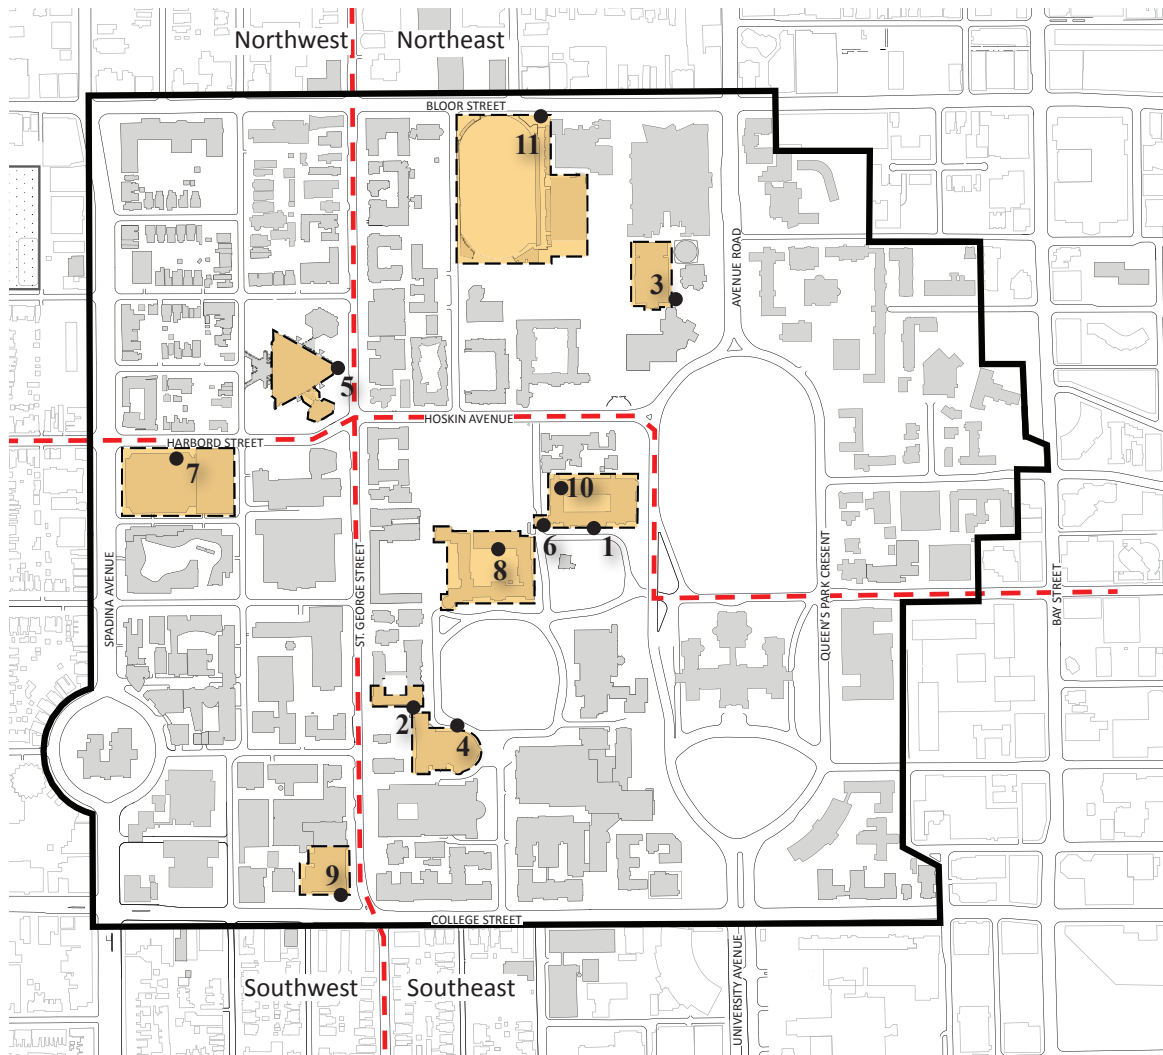 Northwest
Northeast
BLOOR STREET
11
AVENUE ROAD
3
5
HOSKIN AVENUE
HARBORD STREET
7
10
6
1
8
SPADINA AVENUE
ST. GEORGE STREET
QUEEN'S PARK CRESENT
BAY STREET
2
4
9
COLLEGE STREET
UNIVERSITY AVENUE
Southwest
Southeast